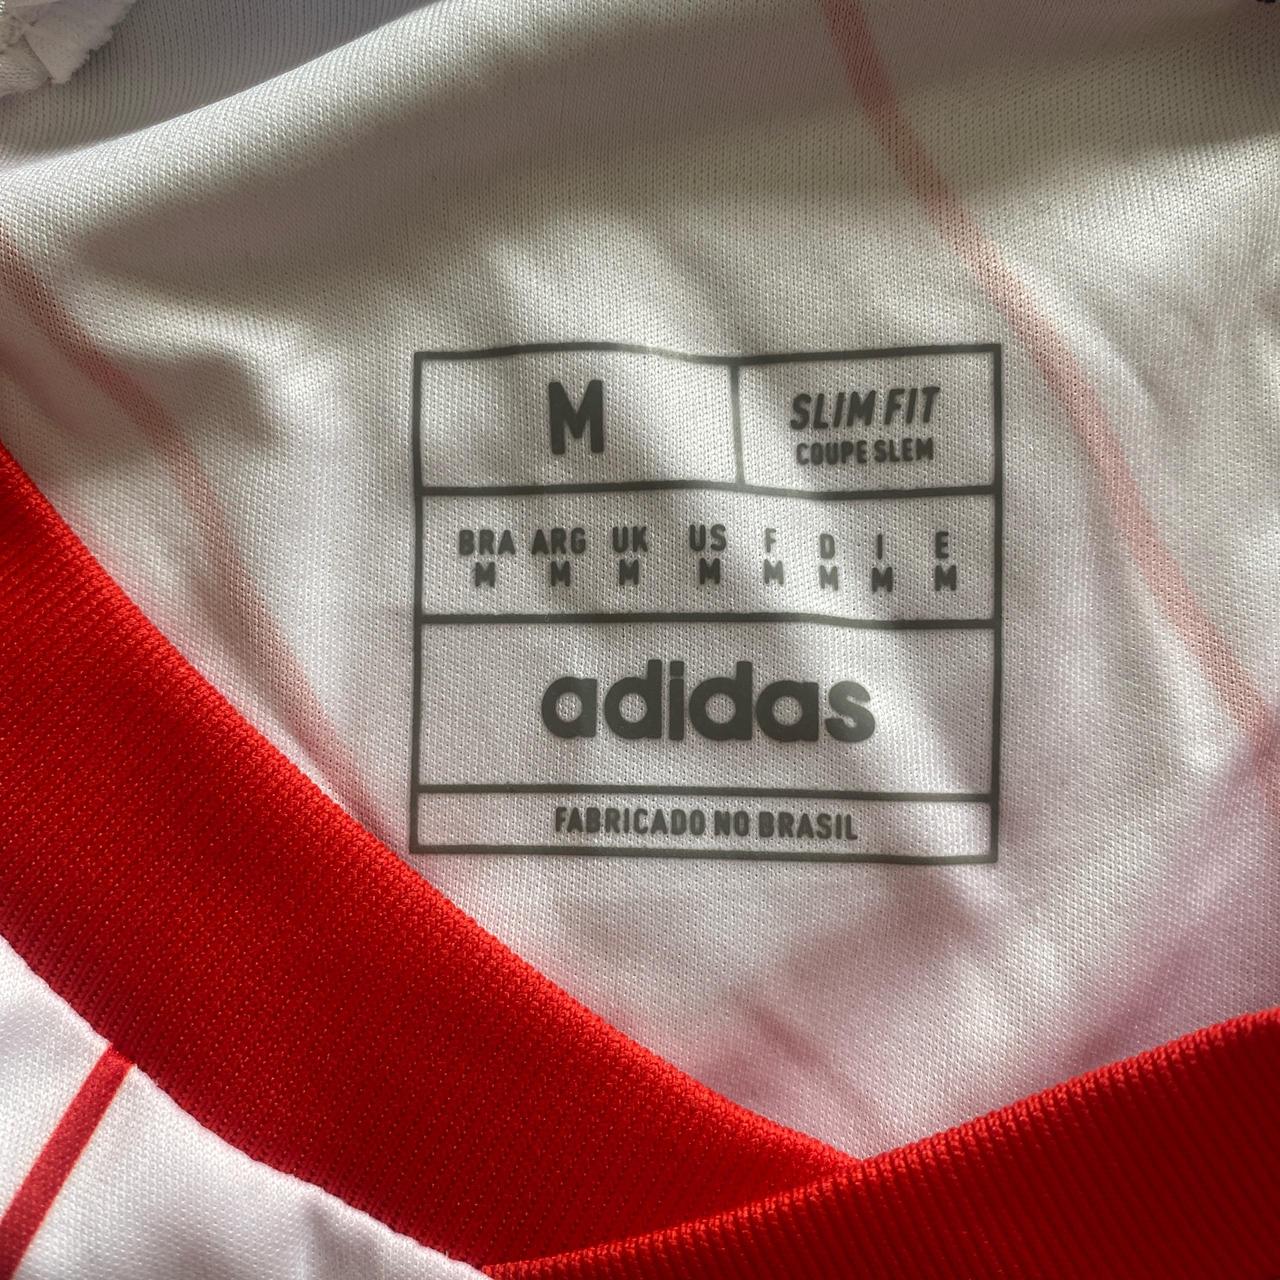 M
SLIM FIT
COUPE SLEM
BRA ARG UK US F D I E
M M M M M M M M
adidas
FABRICADO NO BRASIL